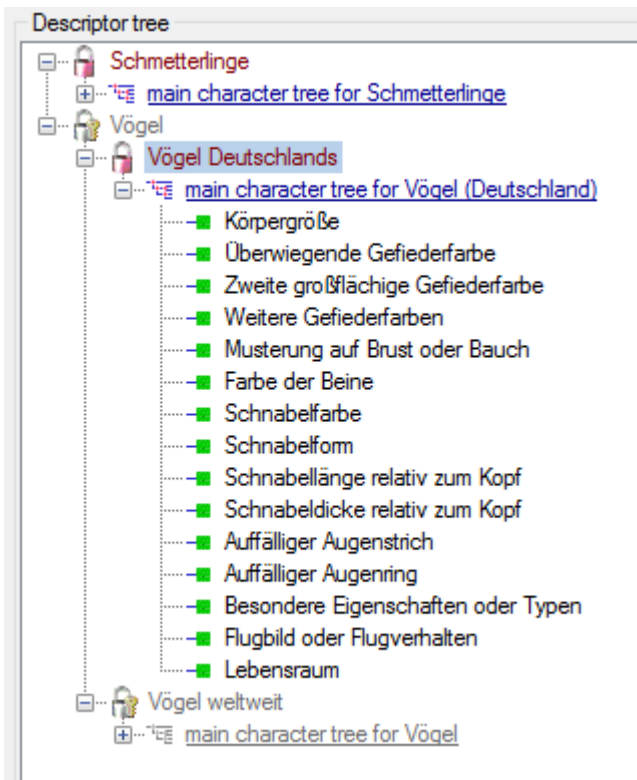 Descriptor tree
Schmetterlinge
main character tree for Schmetterlinge
Vögel
Vögel Deutschlands
main character tree for Vögel (Deutschland)
Körpergröße
Überwiegende Gefiederfarbe
Zweite großflächige Gefiederfarbe
Weitere Gefiederfarben
Musterung auf Brust oder Bauch
Farbe der Beine
Schnabelfarbe
Schnabelform
Schnabellänge relativ zum Kopf
Schnabeldicke relativ zum Kopf
Auffälliger Augenstrich
Auffälliger Augenring
Besondere Eigenschaften oder Typen
Flugbild oder Flugverhalten
Lebensraum
Vögel weltweit
main character tree for Vögel